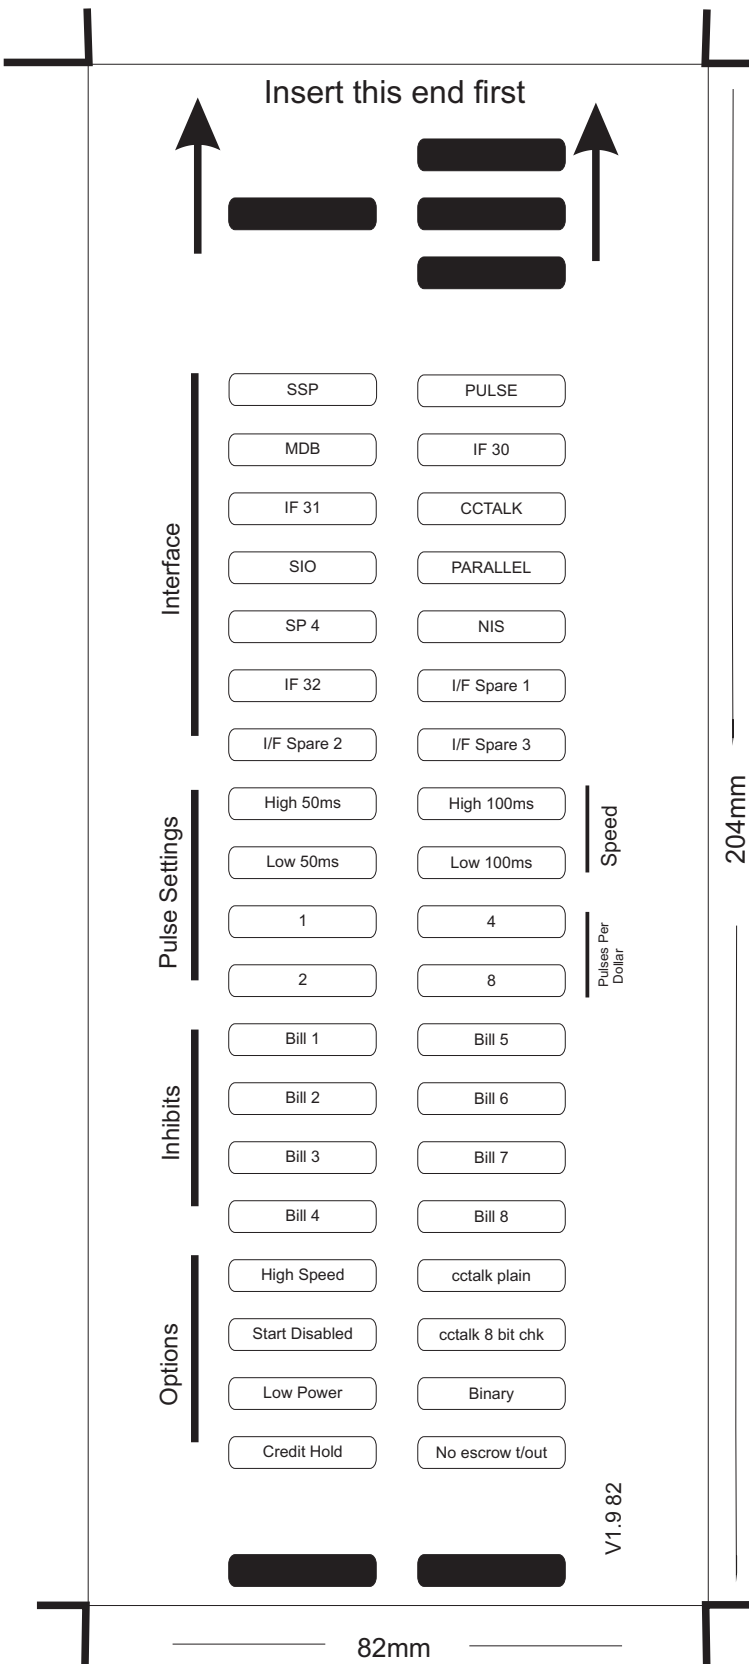 Insert this end first
Interface
SSP PULSE
MDB IF 30
IF 31 CCTALK
SIO PARALLEL
SP 4 NIS
IF 32 I/F Spare 1
I/F Spare 2 I/F Spare 3
Pulse Settings
High 50ms High 100ms
Low 50ms Low 100ms
Speed
1 4
2 8
Pulses Per
Dollar
Inhibits
Bill 1 Bill 5
Bill 2 Bill 6
Bill 3 Bill 7
Bill 4 Bill 8
Options
High Speed cctalk plain
Start Disabled cctalk 8 bit chk
Low Power Binary
Credit Hold No escrow t/out
V1.9 82
204mm
82mm